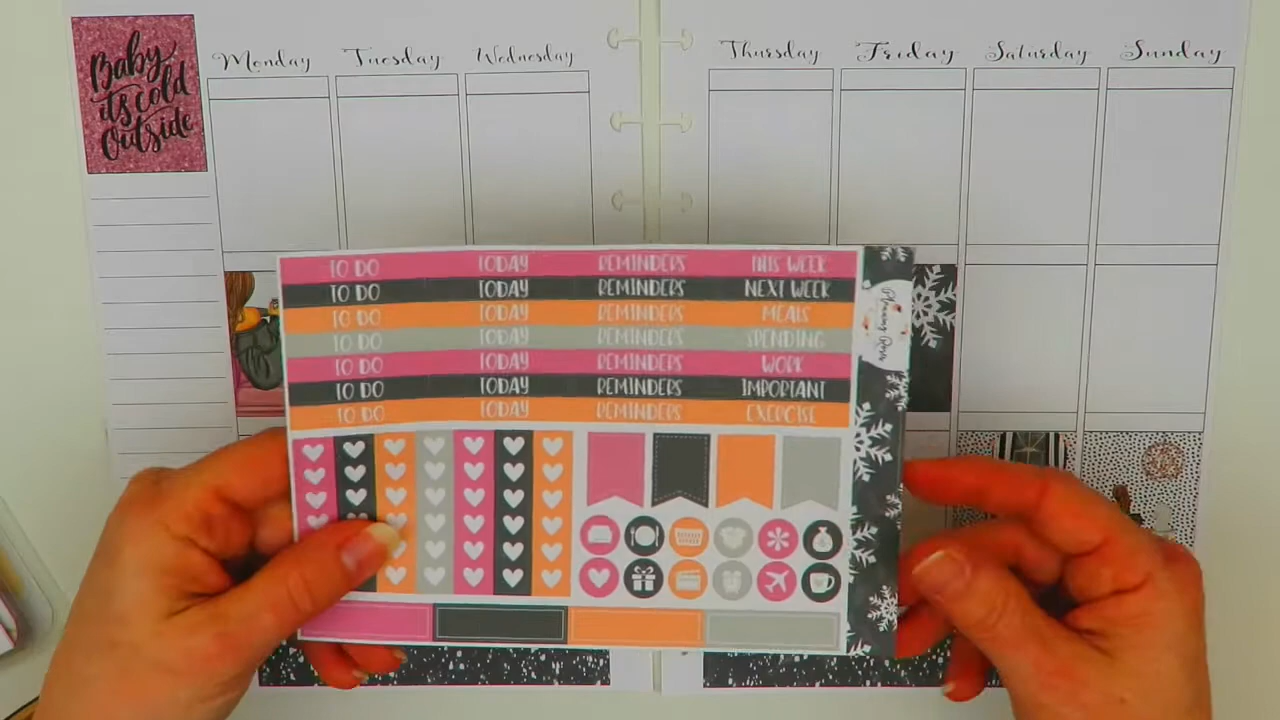 Baby
its cold
Outside
Monday Tuesday Wednesday Thursday Friday Saturday Sunday
TO DO TODAY REMINDERS THIS WEEK
TO DO TODAY REMINDERS NEXT WEEK
TO DO TODAY REMINDERS MEALS
TO DO TODAY REMINDERS SPENDING
TO DO TODAY REMINDERS WORK
TO DO TODAY REMINDERS IMPORTANT
TO DO TODAY REMINDERS EXERCISE